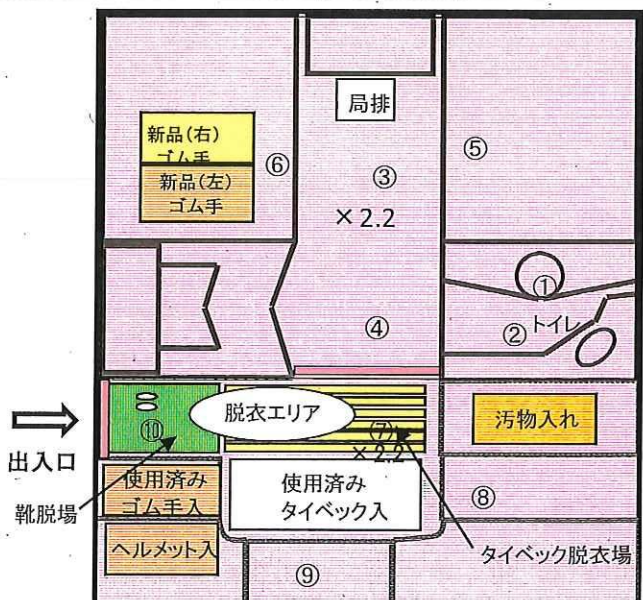 局排
新品(右)
ゴム手
新品(左)
ゴム手
⑥
③
⑤
×2.2
①
④
②
トイレ
脱衣エリア
⑩
(7)
×2.2
汚物入れ
出入口
使用済み
ゴム手入
使用済み
タイベック入
⑧
靴脱場
ヘルメット入
タイベック脱衣場
⑨